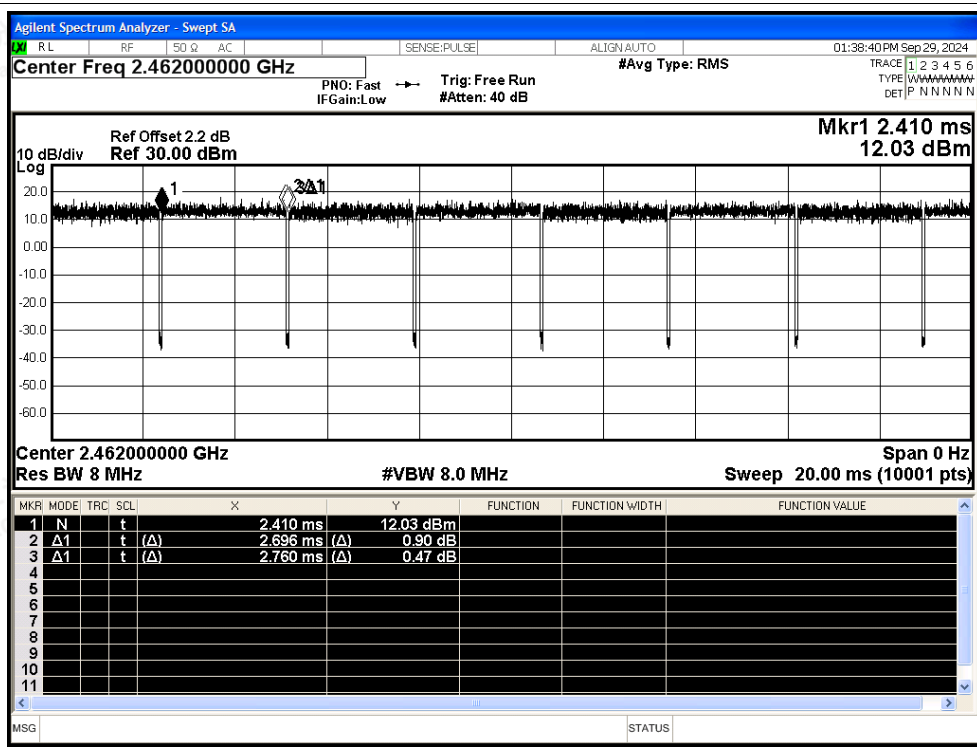 Agilent Spectrum Analyzer - Swept SA
LXI RL RF 50 Ω AC SENSE:PULSE ALIGN AUTO 01:38:40 PM Sep 29, 2024
Center Freq 2.462000000 GHz
PNO: Fast
IFGain:Low
Trig: Free Run
#Atten: 40 dB
#Avg Type: RMS
TRACE 1 2 3 4 5 6
TYPE WWWWWW
DET P N N N N N
Mkr1 2.410 ms
12.03 dBm
Ref Offset 2.2 dB
10 dB/div Ref 30.00 dBm
Log
20.0
10.0
0.00
-10.0
-20.0
-30.0
-40.0
-50.0
-60.0
1
3Δ1
Center 2.462000000 GHz Span 0 Hz
Res BW 8 MHz #VBW 8.0 MHz Sweep 20.00 ms (10001 pts)
MKR MODE TRC SCL X Y FUNCTION FUNCTION WIDTH FUNCTION VALUE
1 N t 2.410 ms 12.03 dBm
2 Δ1 t (Δ) 2.696 ms (Δ) 0.90 dB
3 Δ1 t (Δ) 2.760 ms (Δ) 0.47 dB
4
5
6
7
8
9
10
11
MSG STATUS